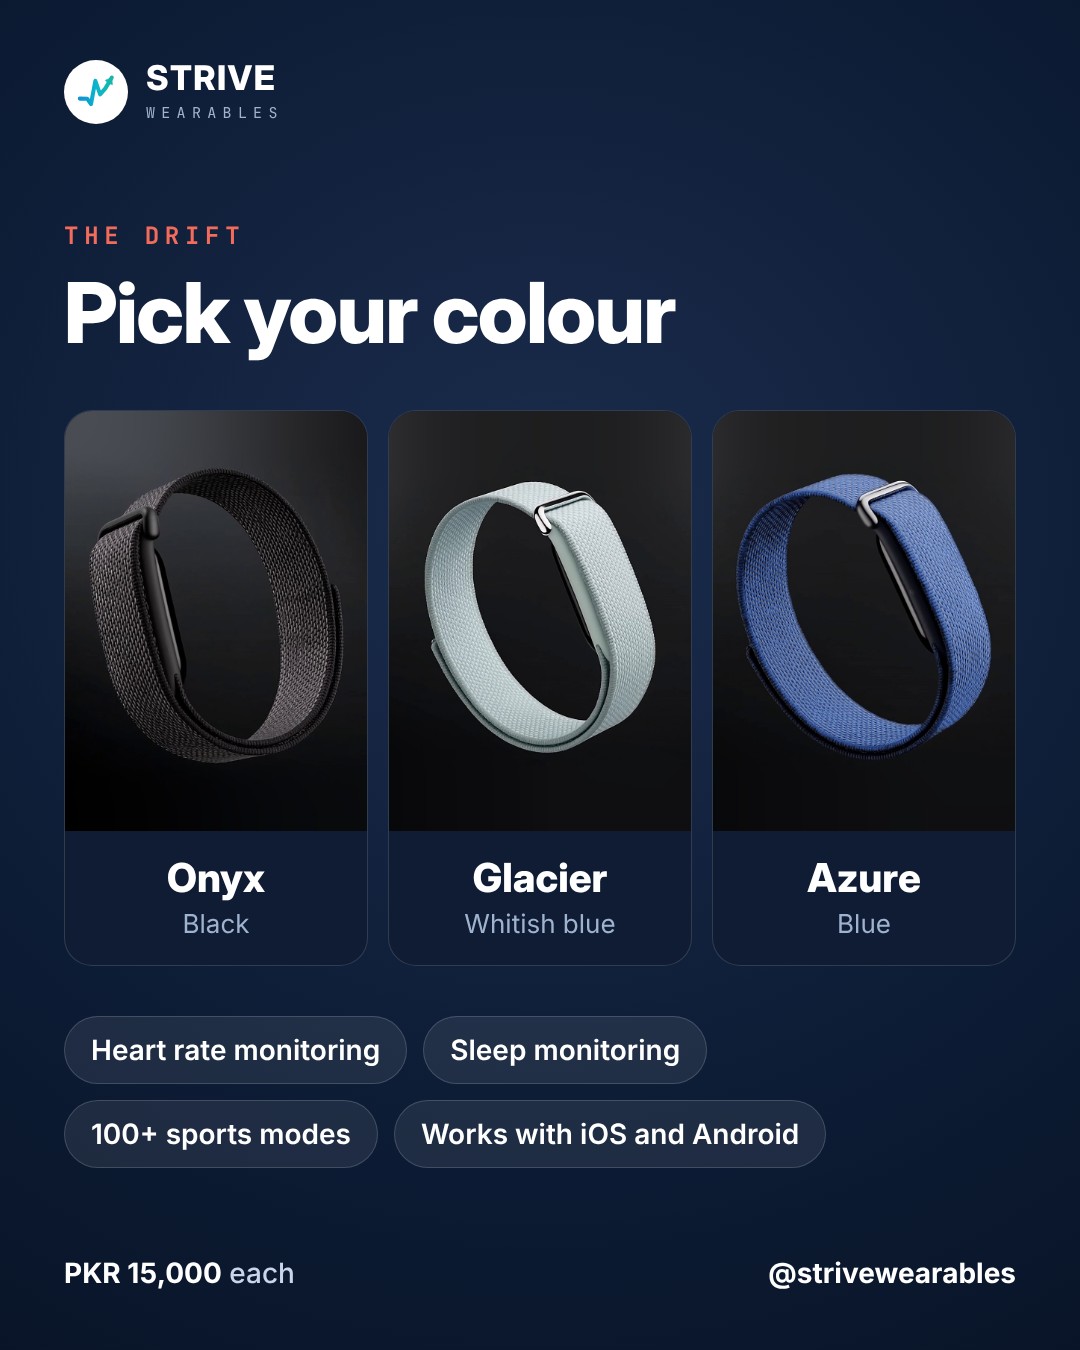 STRIVE
WEARABLES
THE DRIFT
Pick your colour
Onyx
Black
Glacier
Whitish blue
Azure
Blue
Heart rate monitoring
Sleep monitoring
100+ sports modes
Works with iOS and Android
PKR 15,000 each
@strivewearables